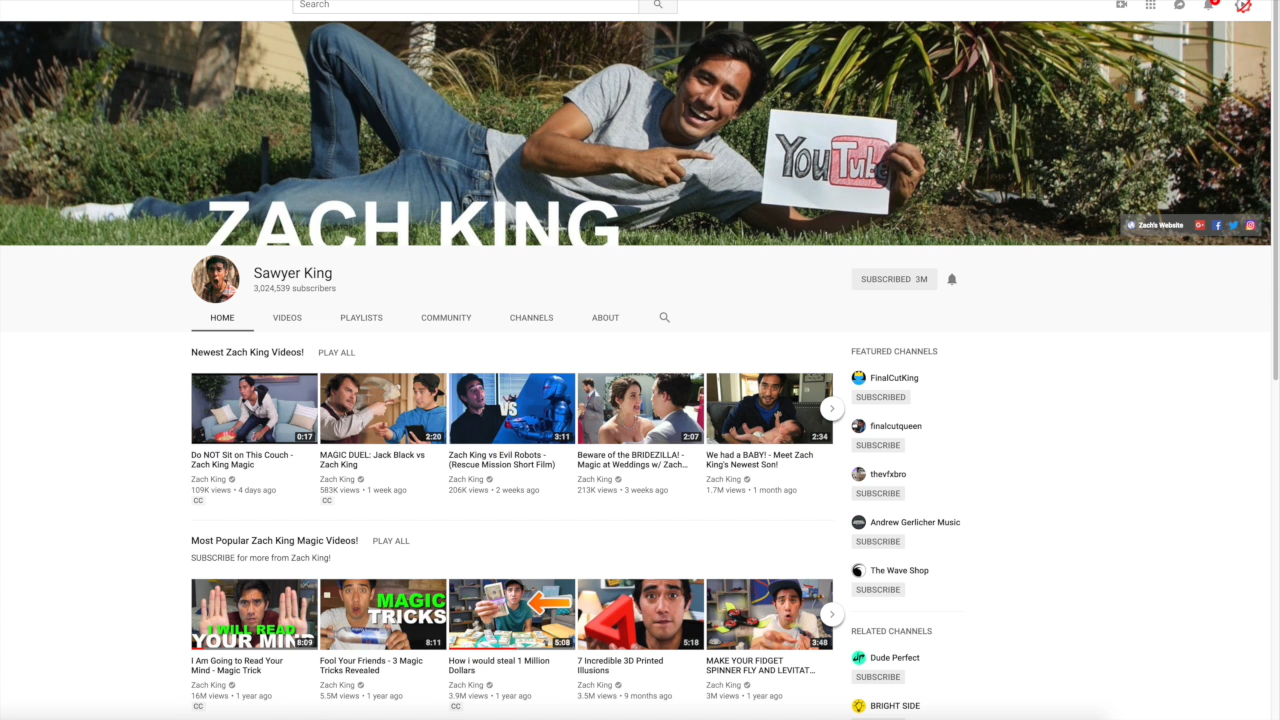 Search
YouTube
ZACH KING
Zach's Website
Sawyer King
3,024,539 subscribers
SUBSCRIBED 3M
HOME VIDEOS PLAYLISTS COMMUNITY CHANNELS ABOUT
Newest Zach King Videos! PLAY ALL
0:17 2:20 VS 3:11 2:07 2:34
Do NOT Sit on This Couch - MAGIC DUEL: Jack Black vs Zach King vs Evil Robots - Beware of the BRIDEZILLA! - We had a BABY! - Meet Zach
Zach King Magic Zach King (Rescue Mission Short Film) Magic at Weddings w/ Zach... King's Newest Son!
Zach King Zach King Zach King Zach King Zach King
109K views • 4 days ago 583K views • 1 week ago 206K views • 2 weeks ago 213K views • 3 weeks ago 1.7M views • 1 month ago
CC CC
Most Popular Zach King Magic Videos! PLAY ALL
SUBSCRIBE for more from Zach King!
I WILL READ MAGIC
YOUR MIND TRICKS
8:09 8:11 5:08 5:18 3:48
I Am Going to Read Your Fool Your Friends - 3 Magic How i would steal 1 Million 7 Incredible 3D Printed MAKE YOUR FIDGET
Mind - Magic Trick Tricks Revealed Dollars Illusions SPINNER FLY AND LEVITAT...
Zach King Zach King Zach King Zach King Zach King
16M views • 1 year ago 5.5M views • 1 year ago 3.9M views • 1 year ago 3.5M views • 9 months ago 3M views • 1 year ago
CC CC
FEATURED CHANNELS
FinalCutKing
SUBSCRIBED
finalcutqueen
SUBSCRIBE
thevfxbro
SUBSCRIBE
Andrew Gerlicher Music
SUBSCRIBE
The Wave Shop
SUBSCRIBE
RELATED CHANNELS
Dude Perfect
SUBSCRIBE
BRIGHT SIDE